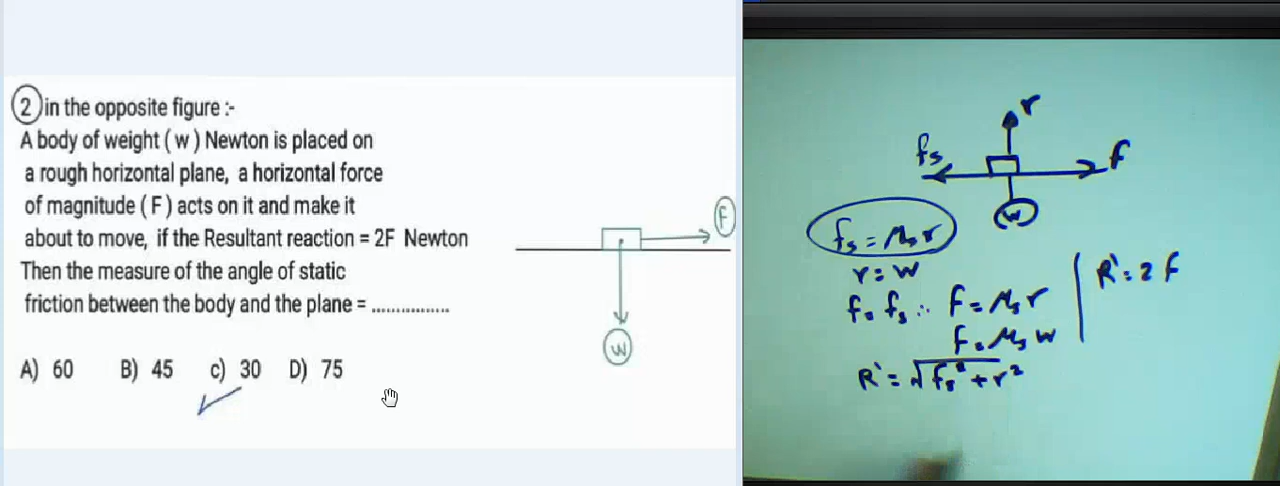 2 in the opposite figure :-
A body of weight ( w ) Newton is placed on
a rough horizontal plane, a horizontal force
of magnitude ( F ) acts on it and make it
about to move, if the Resultant reaction = 2F Newton
Then the measure of the angle of static
friction between the body and the plane = ................
A) 60 B) 45 c) 30 D) 75
F
W
r
fs
F
w
fs = μs r
r = w
f = fs ∴ F = μs r
F = μs w
R' = √fs² + r²
R' = 2 F